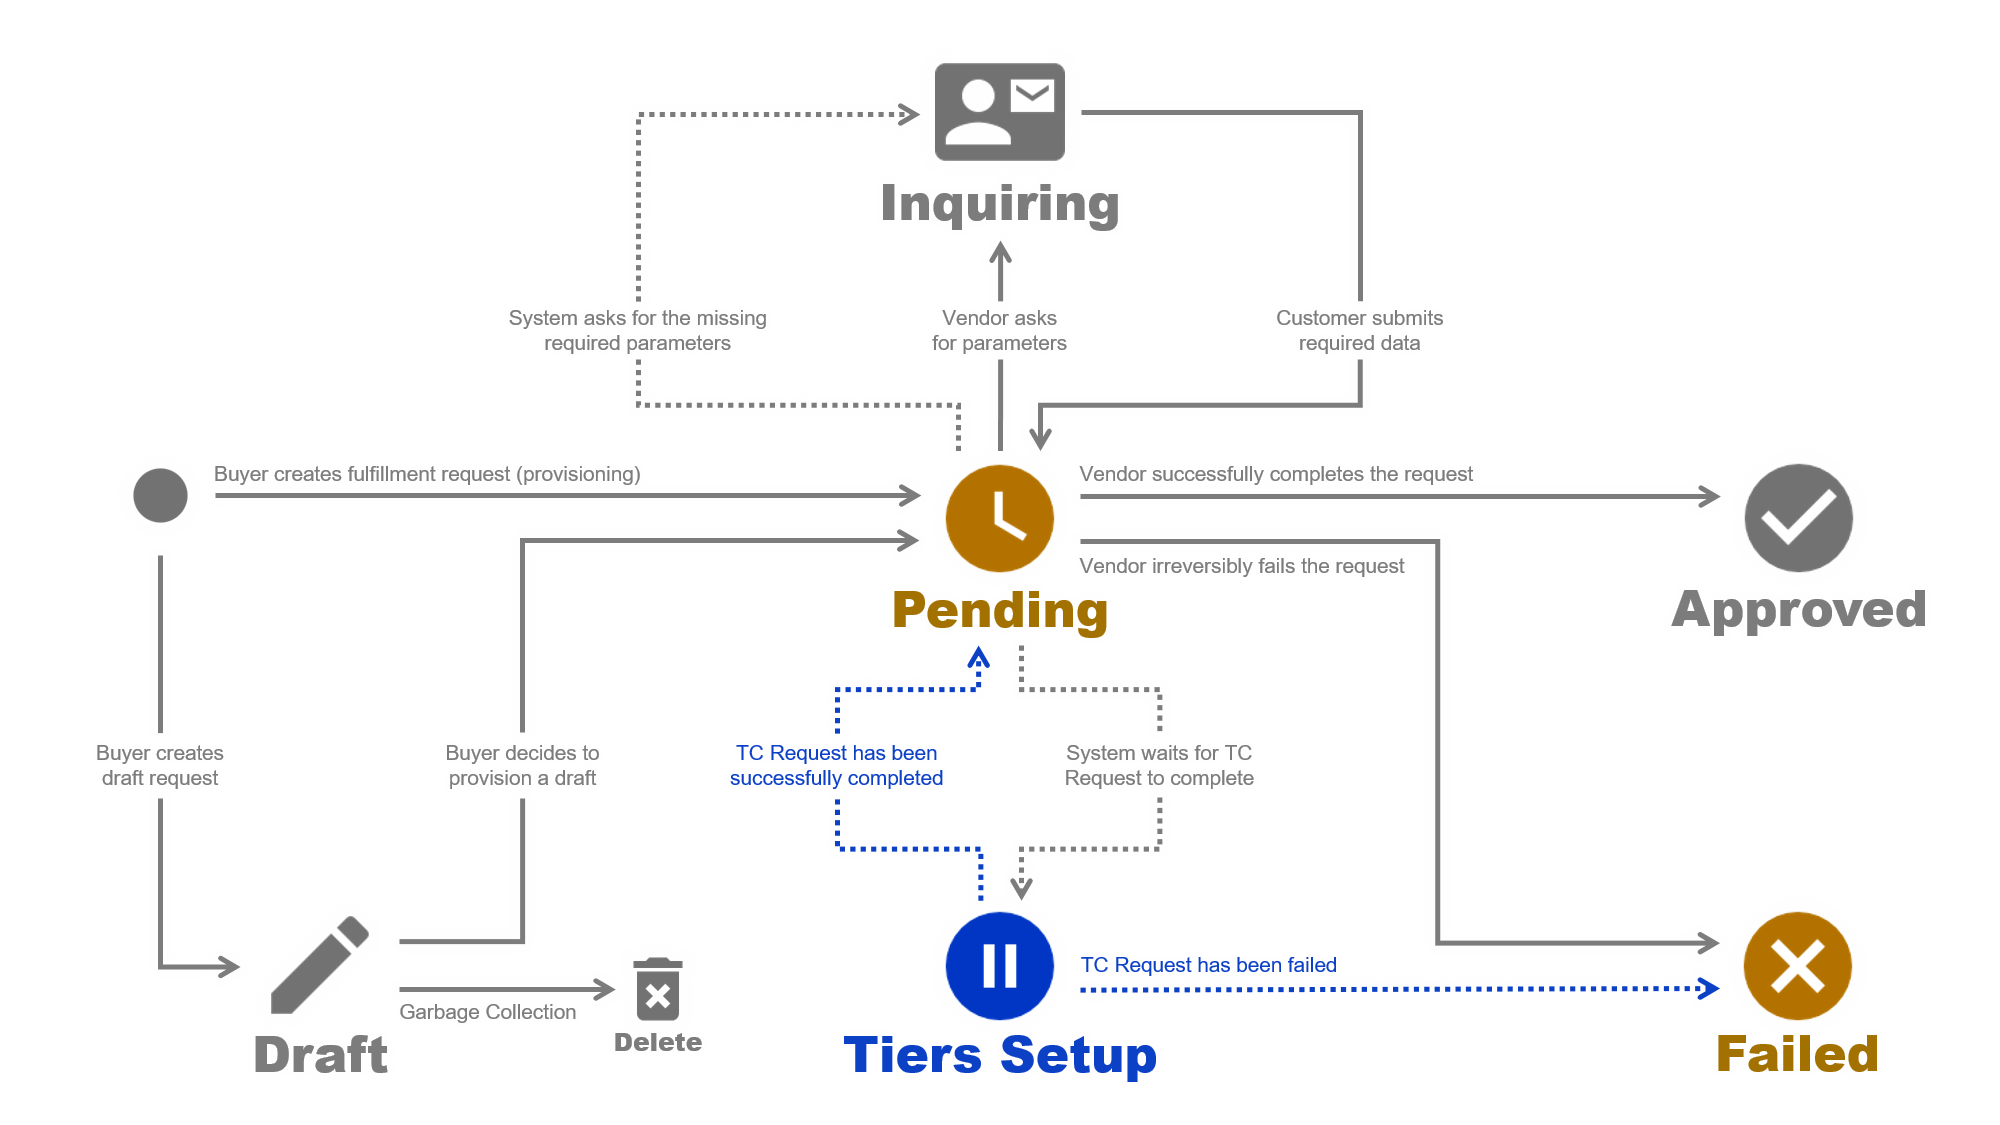 Inquiring
System asks for the missing
required parameters
Vendor asks
for parameters
Customer submits
required data
Buyer creates fulfillment request (provisioning)
Vendor successfully completes the request
Vendor irreversibly fails the request
Pending
Approved
Buyer creates
draft request
Buyer decides to
provision a draft
TC Request has been
successfully completed
System waits for TC
Request to complete
TC Request has been failed
Garbage Collection
Delete
Draft
Tiers Setup
Failed